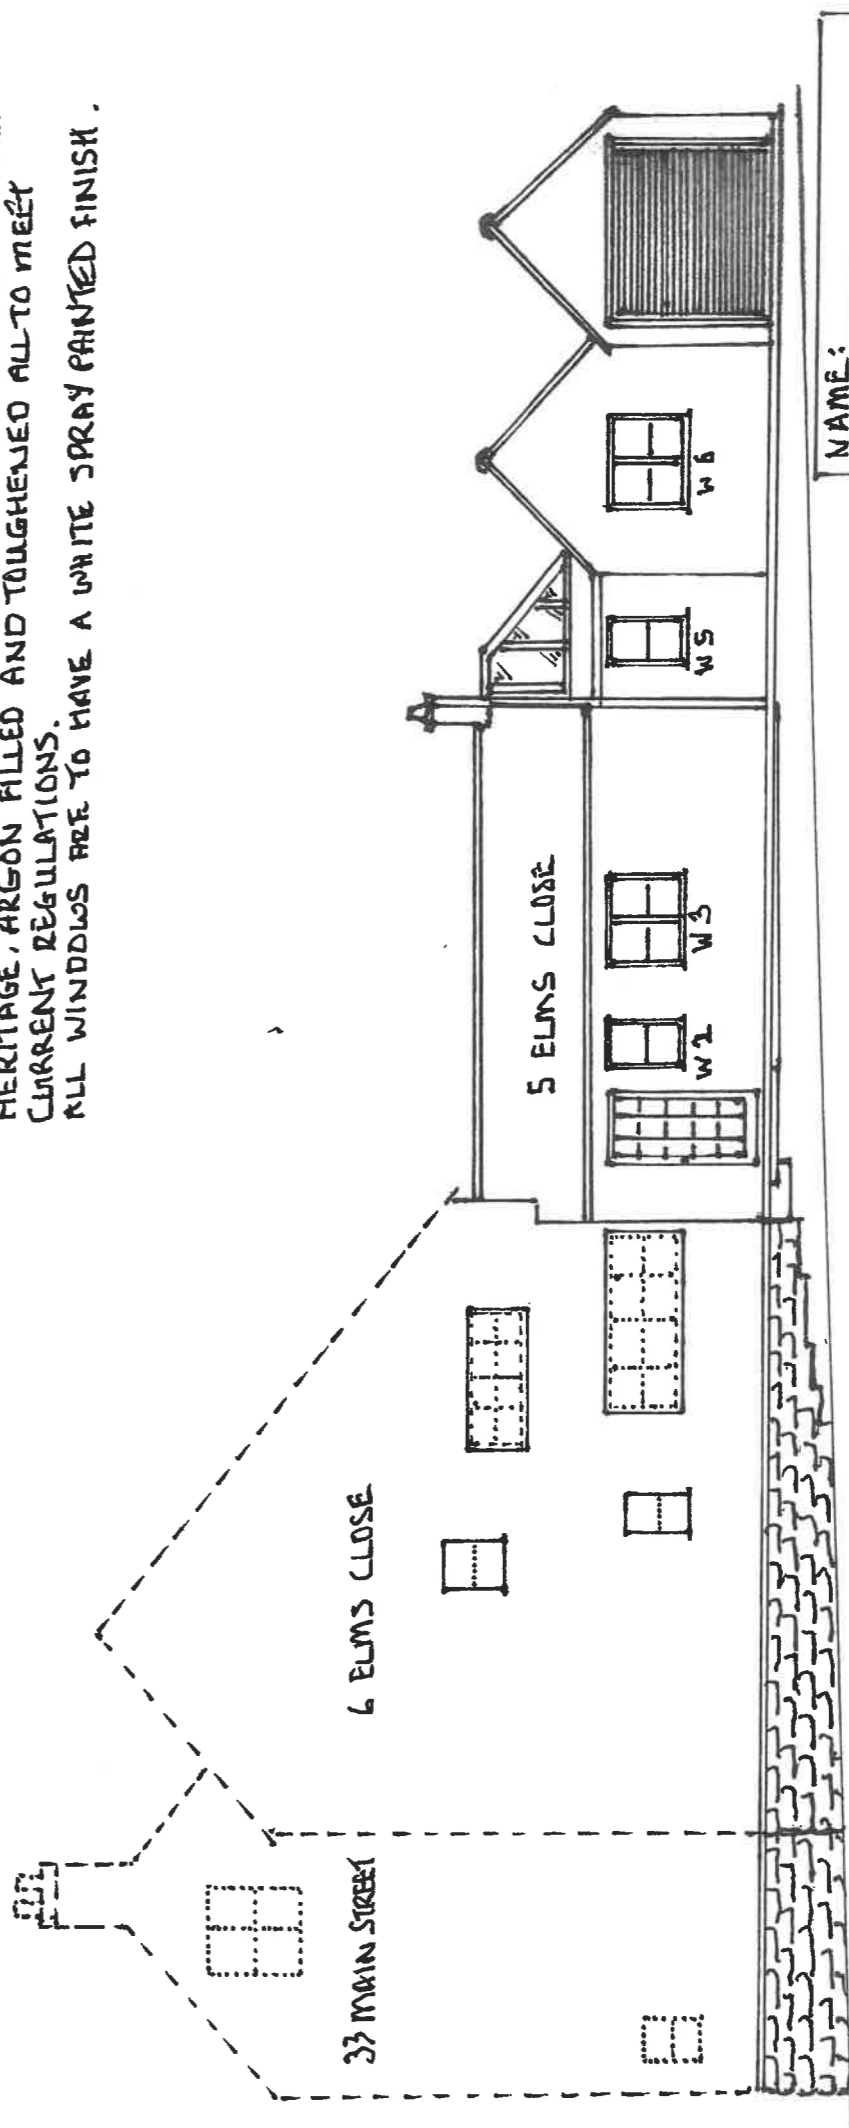 HERITAGE, ARGON FILLED AND TOUGHENED ALL TO MEET
CURRENT REGULATIONS.
ALL WINDOWS ARE TO HAVE A WHITE SPRAY PAINTED FINISH.
33 MAIN STREET
6 ELMS CLOSE
5 ELMS CLOSE
W2
W3
W5
W6
NAME: